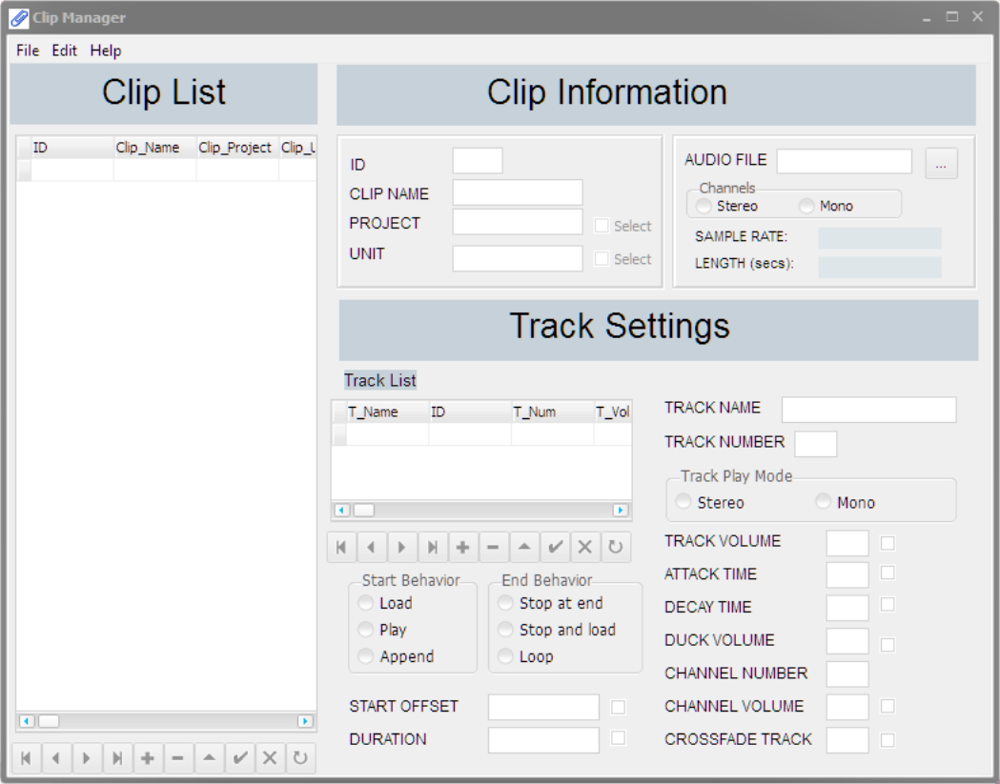 Clip Manager
File Edit Help
Clip List
ID Clip_Name Clip_Project Clip_U
Clip Information
ID
CLIP NAME
PROJECT Select
UNIT Select
AUDIO FILE ...
Channels
Stereo Mono
SAMPLE RATE:
LENGTH (secs):
Track Settings
Track List
T_Name ID T_Num T_Vol
Start Behavior
Load
Play
Append
End Behavior
Stop at end
Stop and load
Loop
START OFFSET
DURATION
TRACK NAME
TRACK NUMBER
Track Play Mode
Stereo Mono
TRACK VOLUME
ATTACK TIME
DECAY TIME
DUCK VOLUME
CHANNEL NUMBER
CHANNEL VOLUME
CROSSFADE TRACK